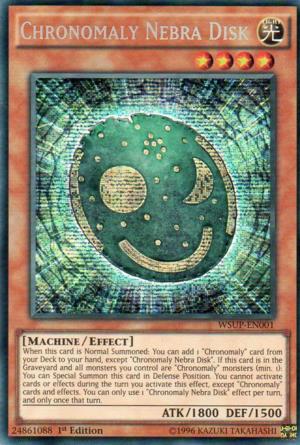 CHRONOMALY NEBRA DISK
LIGHT
光
WSUP-EN001
[MACHINE/EFFECT]
When this card is Normal Summoned: You can add 1 "Chronomaly" card from
your Deck to your hand, except "Chronomaly Nebra Disk". If this card is in the
Graveyard and all monsters you control are "Chronomaly" monsters (min. 1):
You can Special Summon this card in Defense Position. You cannot activate
cards or effects during the turn you activate this effect, except "Chronomaly"
cards and effects. You can only use 1 "Chronomaly Nebra Disk" effect per turn,
and only once that turn.
ATK/1800 DEF/1500
24861088 1st Edition
©1996 KAZUKI TAKAHASHI